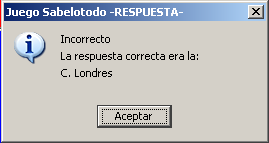 Juego Sabelotodo -RESPUESTA-
Incorrecto
La respuesta correcta era la:
C. Londres
Aceptar